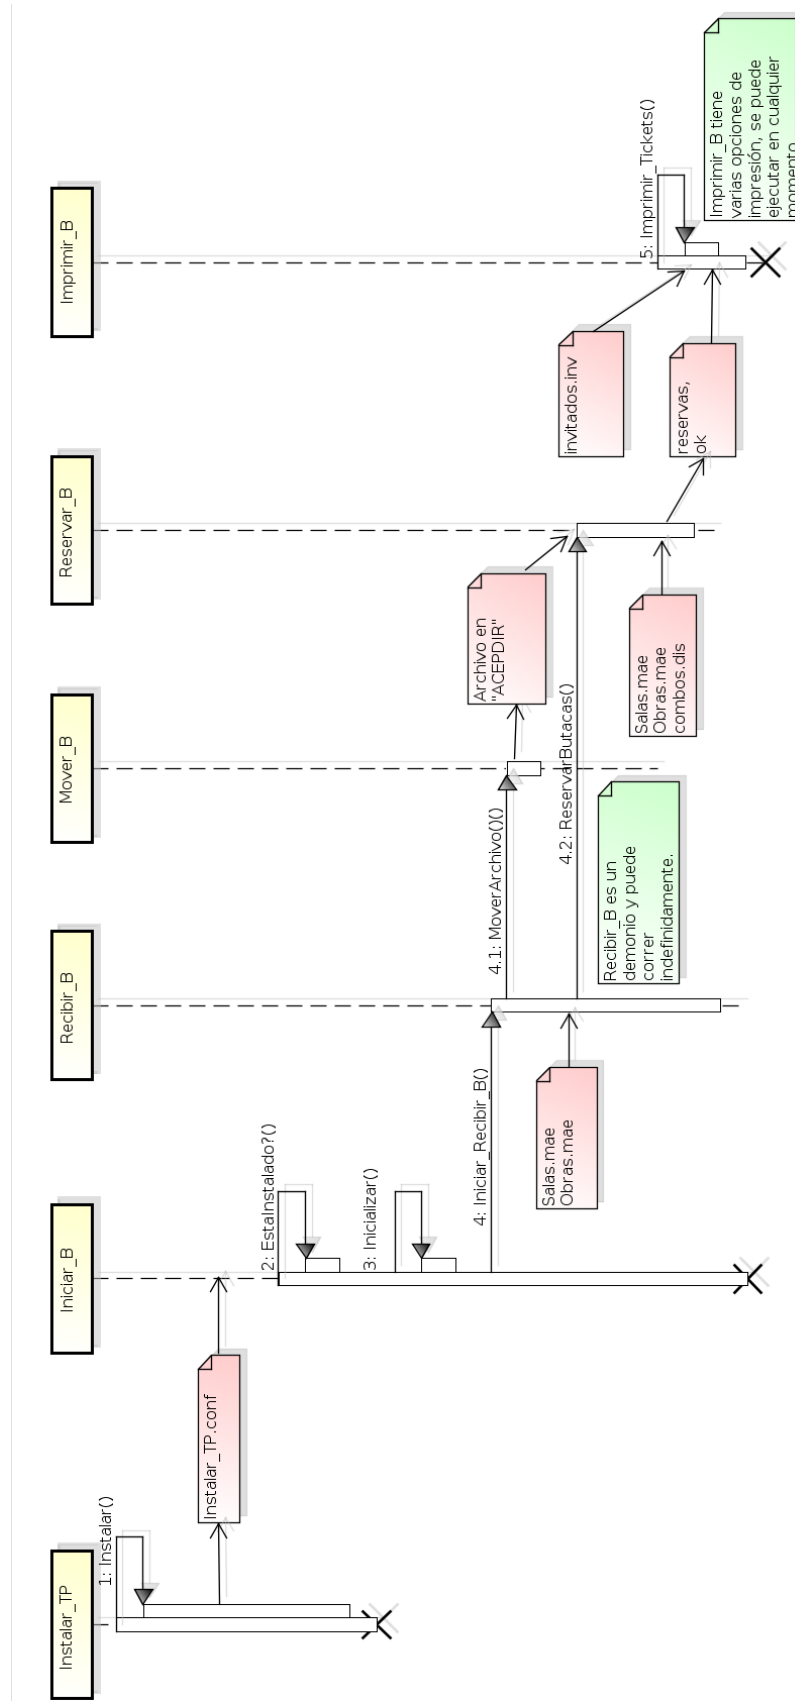 Instalar_TP
Iniciar_B
Recibir_B
Mover_B
Reservar_B
Imprimir_B
1: Instalar()
Instalar_TP.conf
2: EstaInstalado?()
3: Inicializar()
4: Iniciar_Recibir_B()
4.1: MoverArchivo()()
Archivo en
"ACEPDIR"
Salas.mae
Obras.mae
4.2: ReservarButacas()
invitados.inv
Recibir_B es un
demonio y puede
correr
indefinidamente.
Salas.mae
Obras.mae
combos.dis
5: Imprimir_Tickets()
reservas,
ok
Imprimir_B tiene
varias opciones de
impresión, se puede
ejecutar en cualquier
momento